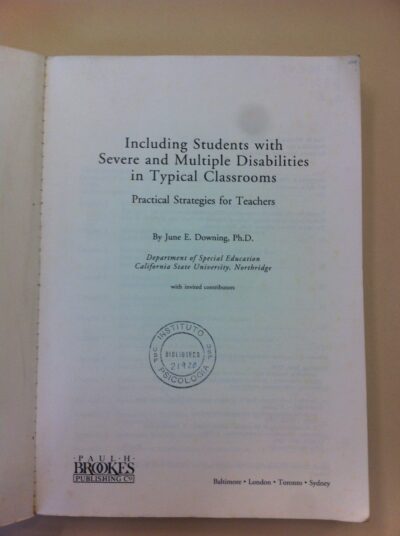 Including Students with
Severe and Multiple Disabilities
in Typical Classrooms
Practical Strategies for Teachers
By June E. Downing, Ph.D.
Department of Special Education
California State University, Northridge
with invited contributors
INSTITUTO
PSICOLOGIA
PAUL·H·
BROOKES
PUBLISHING CO
Baltimore • London • Toronto • Sydney